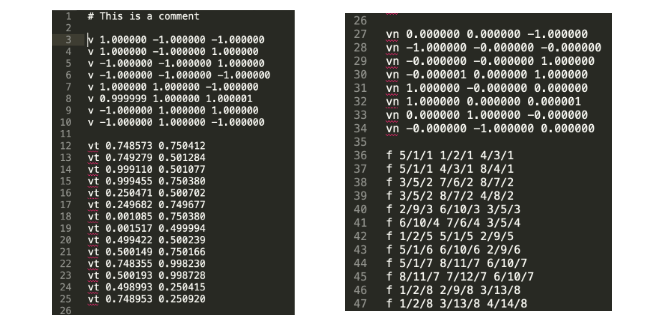 1 # This is a comment
2
3 v 1.000000 -1.000000 -1.000000
4 v 1.000000 -1.000000 1.000000
5 v -1.000000 -1.000000 1.000000
6 v -1.000000 -1.000000 -1.000000
7 v 1.000000 1.000000 -1.000000
8 v 0.999999 1.000000 1.000001
9 v -1.000000 1.000000 1.000000
10 v -1.000000 1.000000 -1.000000
11
12 vt 0.748573 0.750412
13 vt 0.749279 0.501284
14 vt 0.999110 0.501077
15 vt 0.999455 0.750380
16 vt 0.250471 0.500702
17 vt 0.249682 0.749677
18 vt 0.001085 0.750380
19 vt 0.001517 0.499994
20 vt 0.499422 0.500239
21 vt 0.500149 0.750166
22 vt 0.748355 0.998230
23 vt 0.500193 0.998728
24 vt 0.498993 0.250415
25 vt 0.748953 0.250920
26
26
27 vn 0.000000 0.000000 -1.000000
28 vn -1.000000 -0.000000 -0.000000
29 vn -0.000000 -0.000000 1.000000
30 vn -0.000001 0.000000 1.000000
31 vn 1.000000 -0.000000 0.000000
32 vn 1.000000 0.000000 0.000001
33 vn 0.000000 1.000000 -0.000000
34 vn -0.000000 -1.000000 0.000000
35
36 f 5/1/1 1/2/1 4/3/1
37 f 5/1/1 4/3/1 8/4/1
38 f 3/5/2 7/6/2 8/7/2
39 f 3/5/2 8/7/2 4/8/2
40 f 2/9/3 6/10/3 3/5/3
41 f 6/10/4 7/6/4 3/5/4
42 f 1/2/5 5/1/5 2/9/5
43 f 5/1/6 6/10/6 2/9/6
44 f 5/1/7 8/11/7 6/10/7
45 f 8/11/7 7/12/7 6/10/7
46 f 1/2/8 2/9/8 3/13/8
47 f 1/2/8 3/13/8 4/14/8